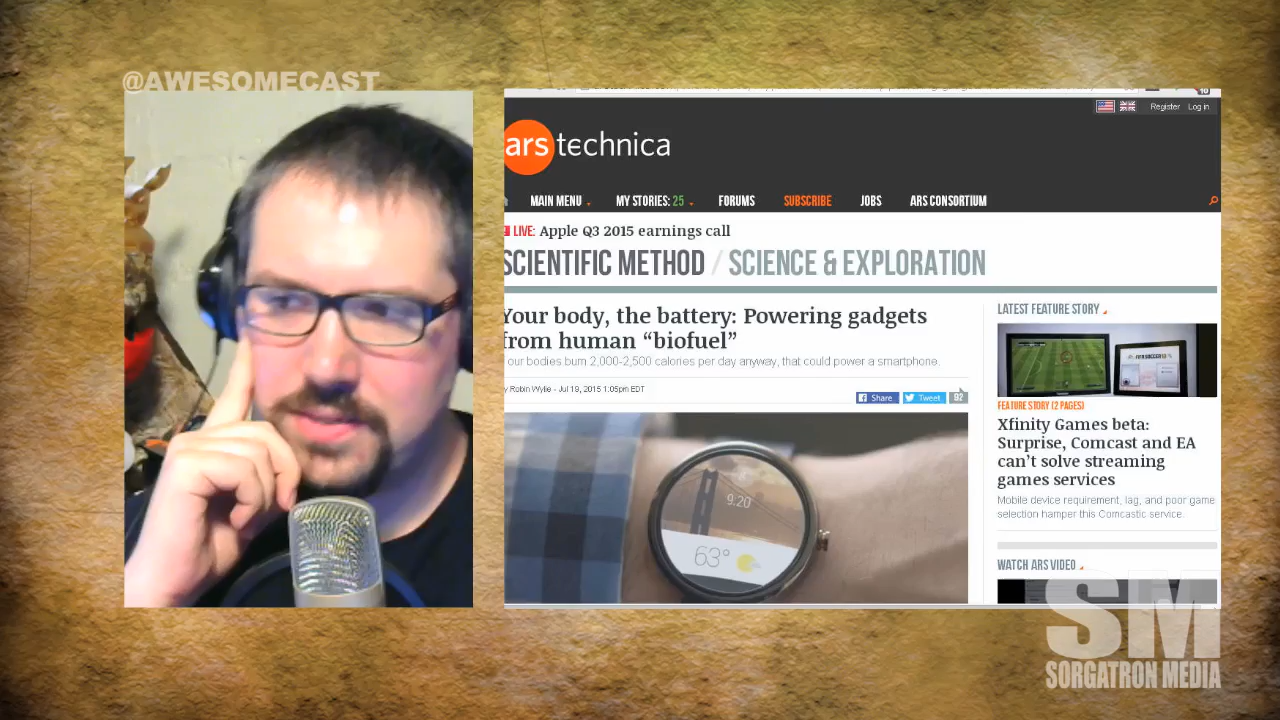 @AWESOMECAST
Register Log in
ars technica
MAIN MENU MY STORIES: 25 FORUMS SUBSCRIBE JOBS ARS CONSORTIUM
LIVE: Apple Q3 2015 earnings call
SCIENTIFIC METHOD / SCIENCE & EXPLORATION
Your body, the battery: Powering gadgets
from human “biofuel”
our bodies burn 2,000-2,500 calories per day anyway, that could power a smartphone.
y Robin Wylie - Jul 19, 2015 1:05pm EDT
Share Tweet 92
9:20
63°
LATEST FEATURE STORY
FEATURE STORY (2 PAGES)
Xfinity Games beta:
Surprise, Comcast and EA
can’t solve streaming
games services
Mobile device requirement, lag, and poor game
selection hamper this Comcastic service.
WATCH ARS VIDEO
SM
SORGATRON MEDIA